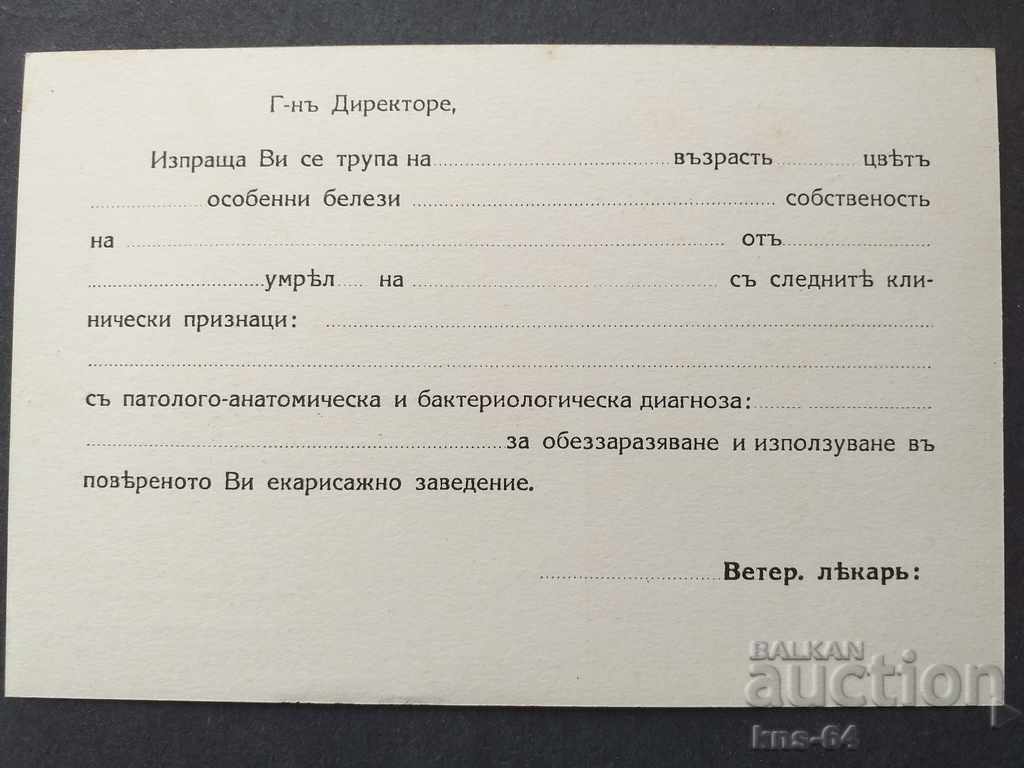 Г-нъ Директоре,
Изпраща Ви се трупа на.................... възрасть ............ цвѣтъ
................ особенни белези ........................................ собственость
на ............................................................ отъ....................
....................умрѣл..... на .............................. съ следнитѣ кли-
нически признаци: ............................................................
................................................................................
съ патолого-анатомическа и бактериологическа диагноза:....... ................
............................................. за обеззаразяване и използуване въ
повѣреното Ви екарисажно заведение.
....................Ветер. лѣкарь:
BALKAN
auction
kns-64